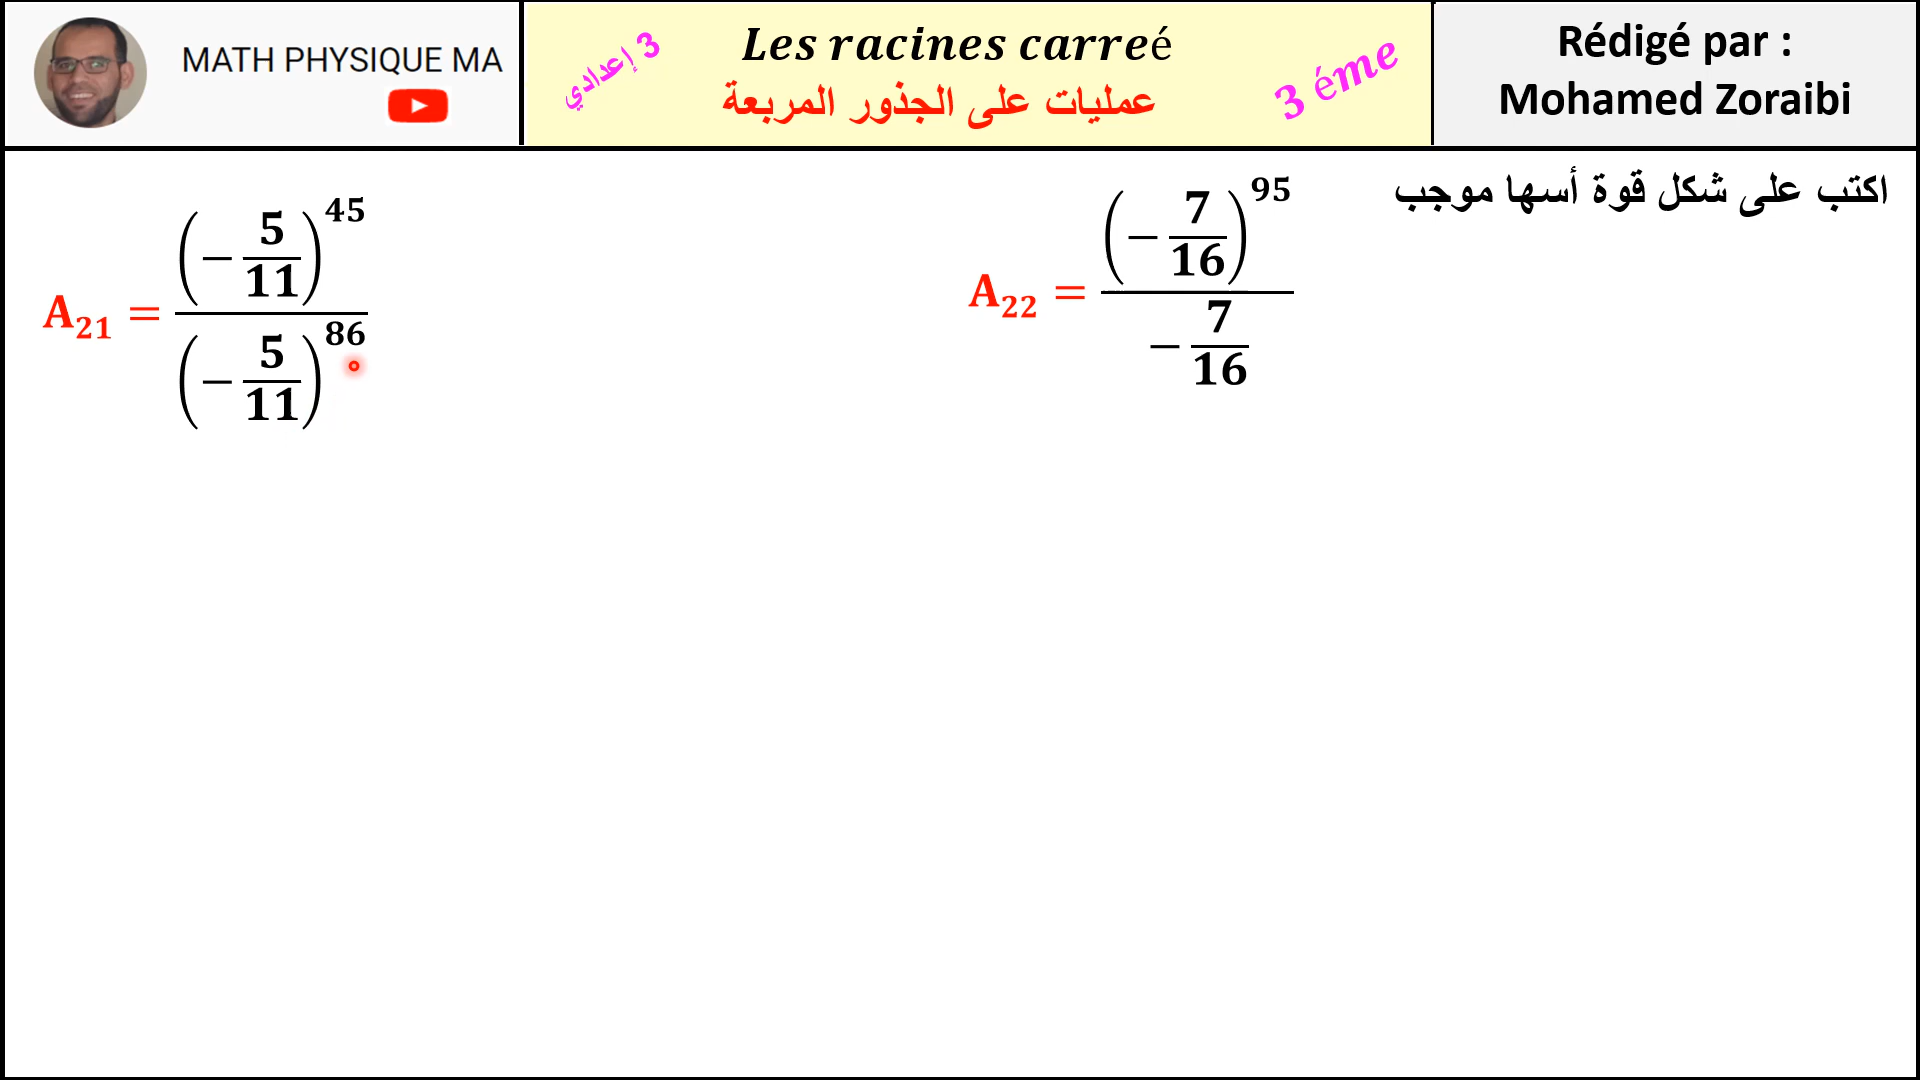 MATH PHYSIQUE MA
3 إعدادي
Les racines carreé
عمليات على الجذور المربعة
3 éme
Rédigé par :
Mohamed Zoraibi
اكتب على شكل قوة أسها موجب
A₂₁ = (−5/11)⁴⁵ / (−5/11)⁸⁶
A₂₂ = (−7/16)⁹⁵ / −7/16